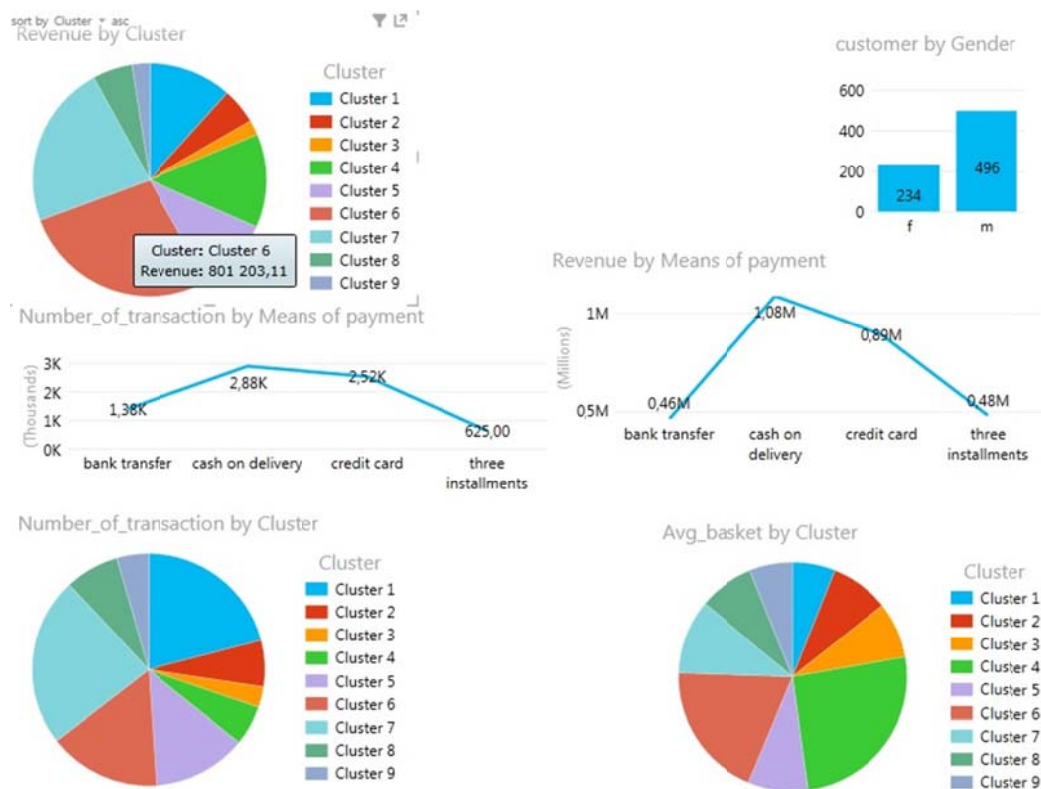 sort by Cluster asc
Revenue by Cluster
Cluster
Cluster 1
Cluster 2
Cluster 3
Cluster 4
Cluster 5
Cluster 6
Cluster 7
Cluster 8
Cluster 9
Cluster: Cluster 6
Revenue: 801 203,11
customer by Gender
600
400
200
0
234
496
f
m
Number_of_transaction by Means of payment
(Thousands)
3K
2K
1K
0K
1,38K
2,88K
2,52K
625,00
bank transfer
cash on delivery
credit card
three
installments
Revenue by Means of payment
(Millions)
1M
0,5M
0,46M
1,08M
0,89M
0,48M
bank transfer
cash on
delivery
credit card
three
installments
Number_of_transaction by Cluster
Cluster
Cluster 1
Cluster 2
Cluster 3
Cluster 4
Cluster 5
Cluster 6
Cluster 7
Cluster 8
Cluster 9
Avg_basket by Cluster
Cluster
Cluster 1
Cluster 2
Cluster 3
Cluster 4
Cluster 5
Cluster 6
Cluster 7
Cluster 8
Cluster 9